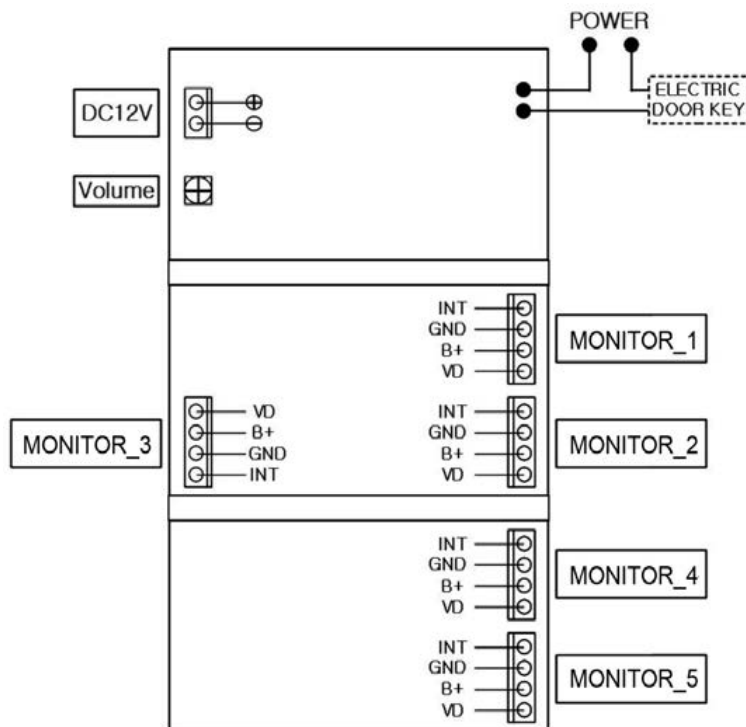 POWER
ELECTRIC
DOOR KEY
DC12V
Volume
INT
GND
B+
VD
MONITOR_1
MONITOR_3
VD
B+
GND
INT
INT
GND
B+
VD
MONITOR_2
INT
GND
B+
VD
MONITOR_4
INT
GND
B+
VD
MONITOR_5